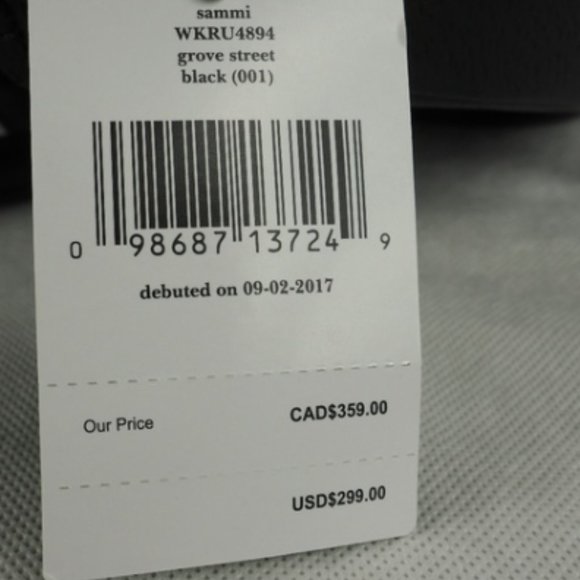 sammi
WKRU4894
grove street
black (001)
0 98687 13724 9
debuted on 09-02-2017
Our Price CAD$359.00
USD$299.00